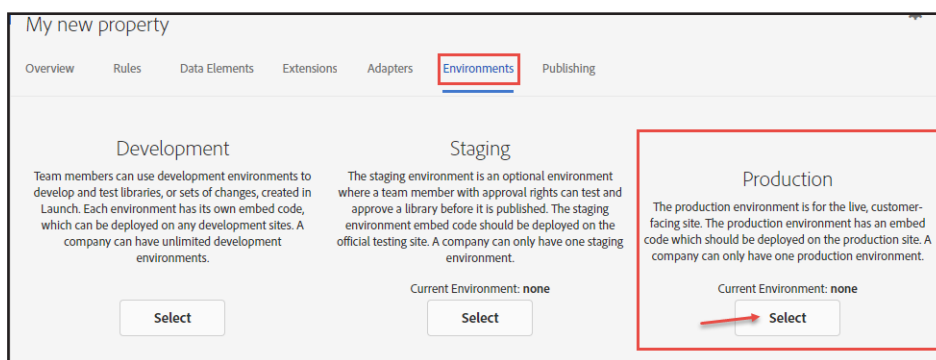 My new property
Overview Rules Data Elements Extensions Adapters Environments Publishing
Development
Team members can use development environments to
develop and test libraries, or sets of changes, created in
Launch. Each environment has its own embed code,
which can be deployed on any development sites. A
company can have unlimited development
environments.
Select
Staging
The staging environment is an optional environment
where a team member with approval rights can test and
approve a library before it is published. The staging
environment embed code should be deployed on the
official testing site. A company can only have one staging
environment.
Current Environment: none
Select
Production
The production environment is for the live, customer-
facing site. The production environment has an embed
code which should be deployed on the production site. A
company can only have one production environment.
Current Environment: none
Select